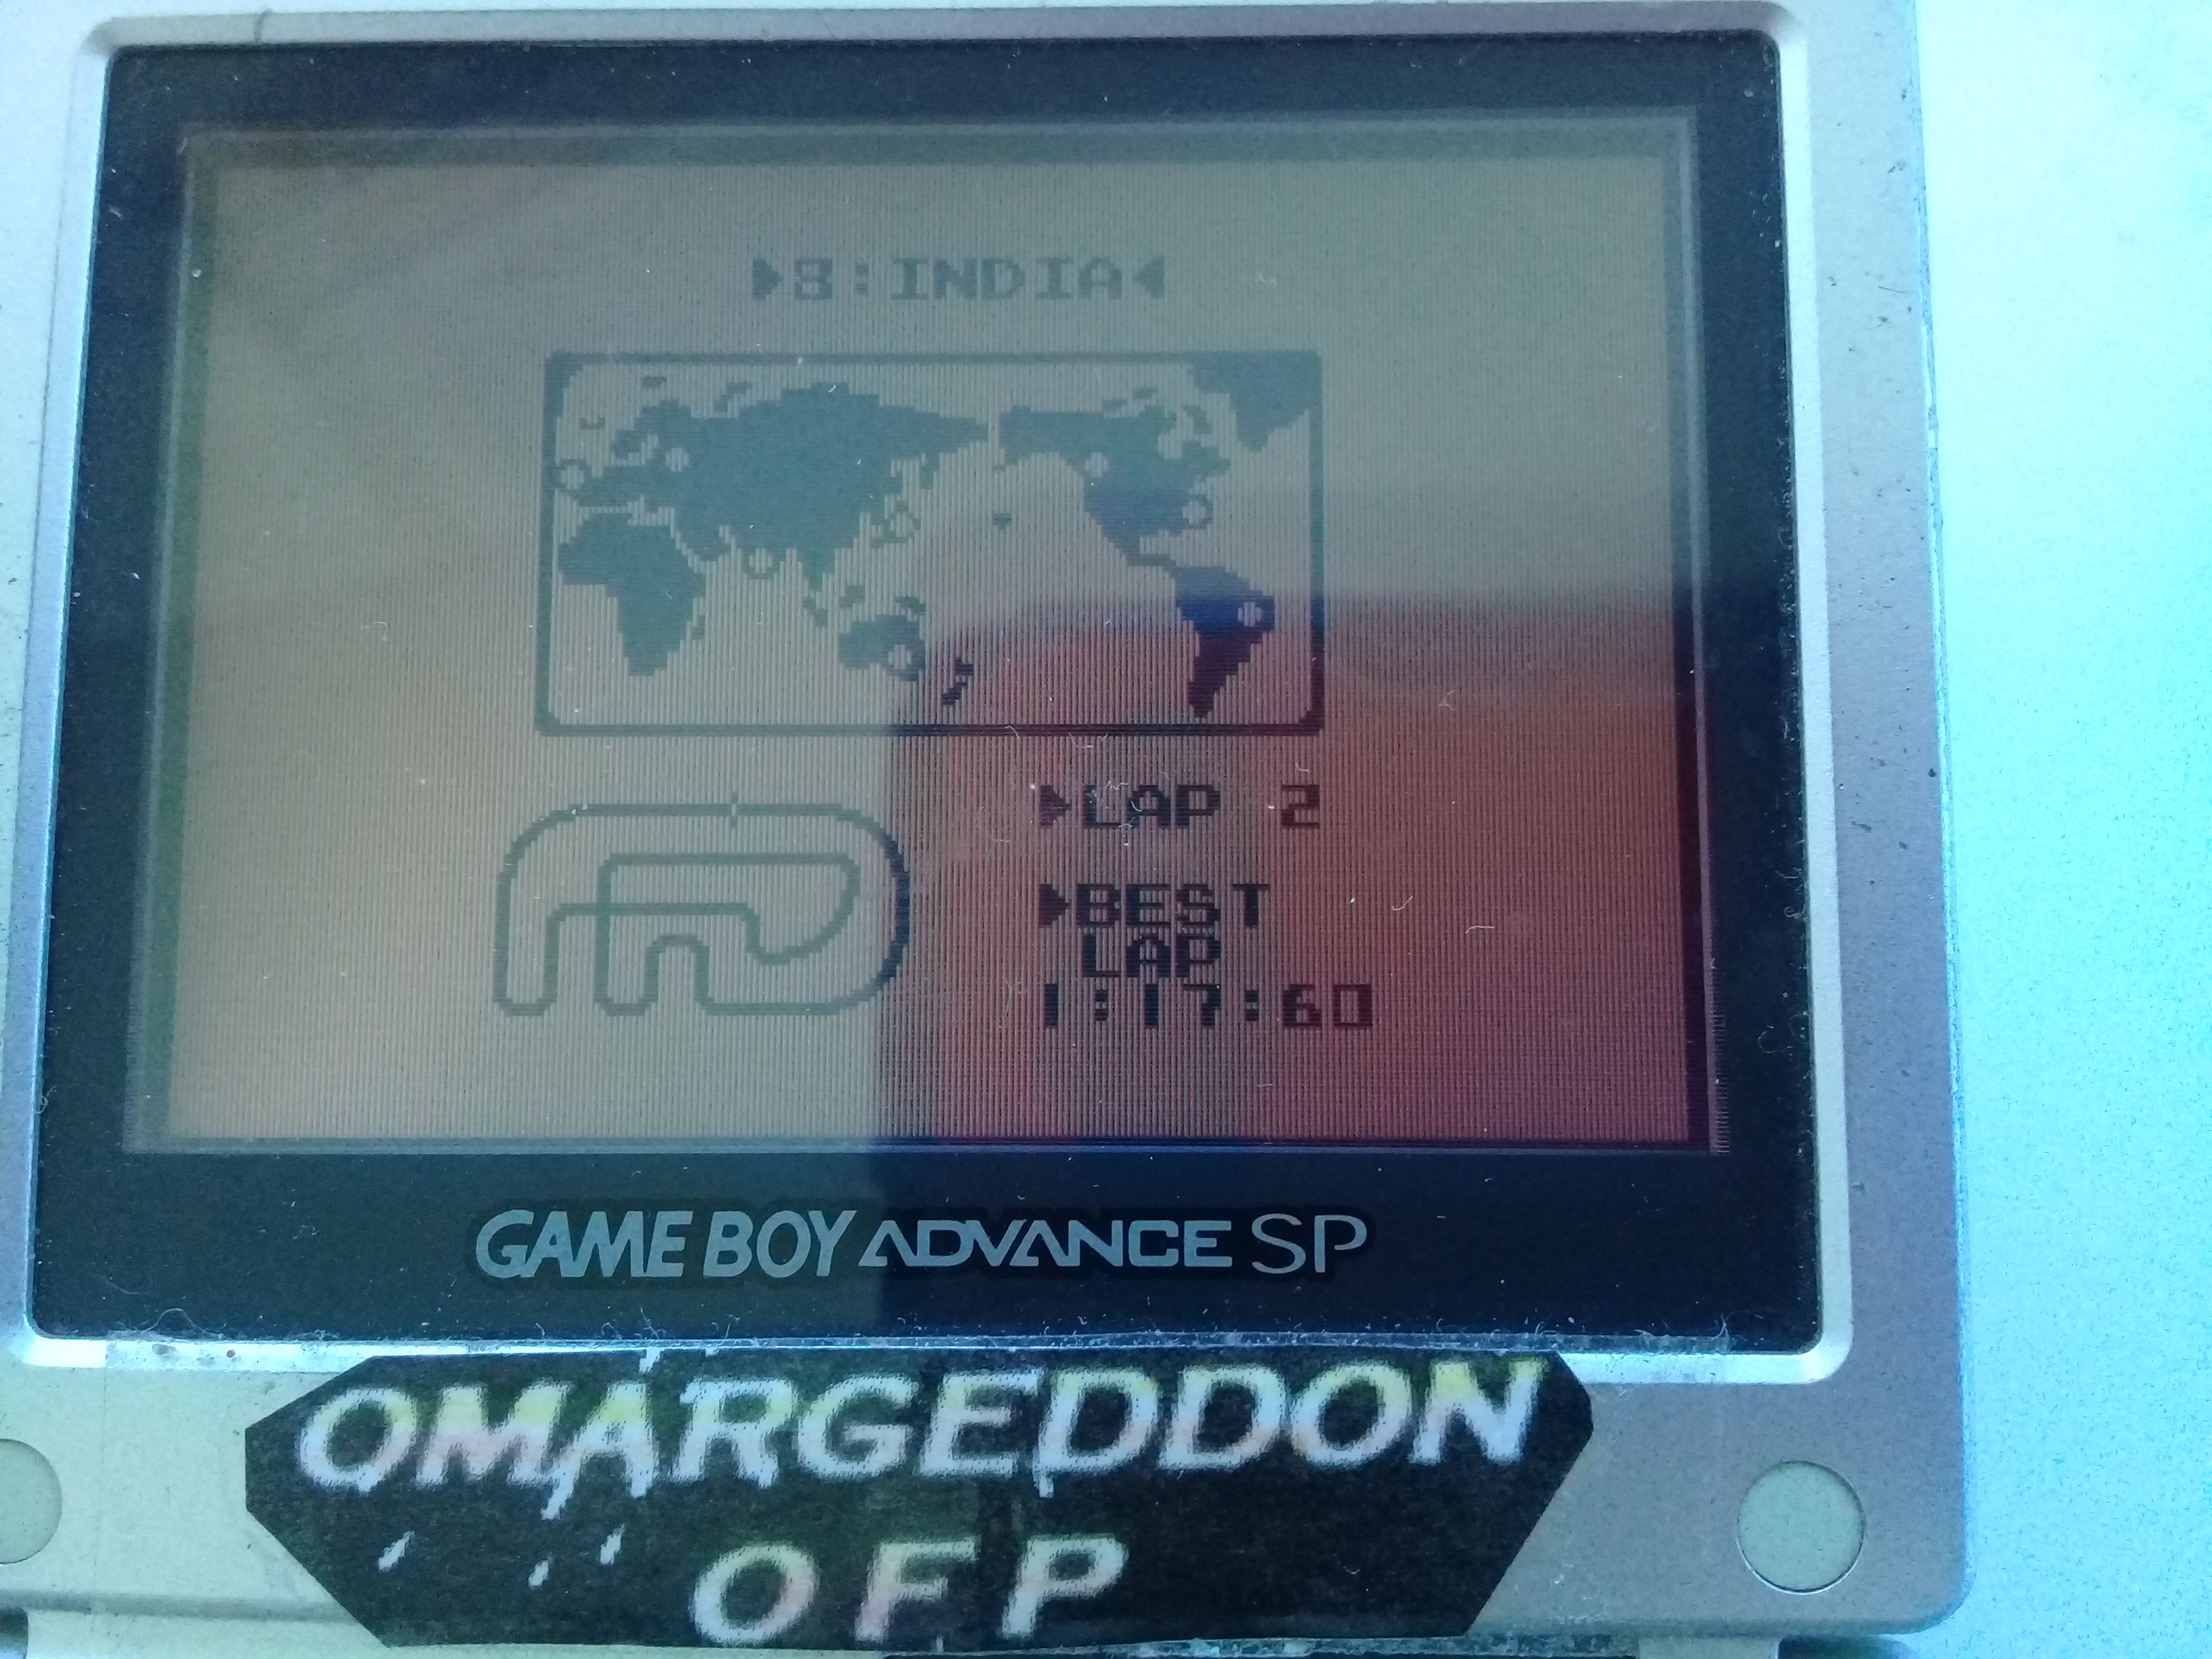 ▶8:INDIA◀
▶LAP 2
▶BEST
LAP
1:17:60
GAME BOY ADVANCE SP
OMARGEDDON
OFP